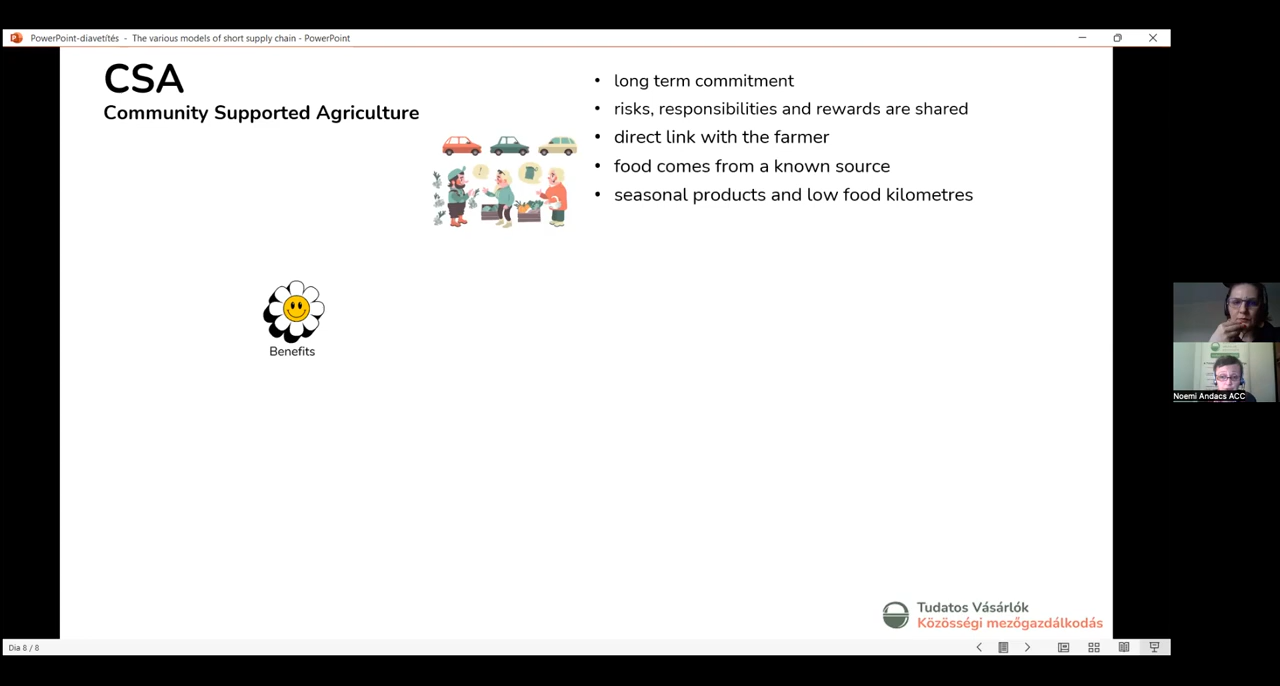 PowerPoint-diavetítés - The various models of short supply chain - PowerPoint
CSA
Community Supported Agriculture
• long term commitment
• risks, responsibilities and rewards are shared
• direct link with the farmer
• food comes from a known source
• seasonal products and low food kilometres
!
Benefits
Noemi Andacs ACC
Tudatos Vásárlók
Közösségi mezőgazdálkodás
Dia 8 / 8